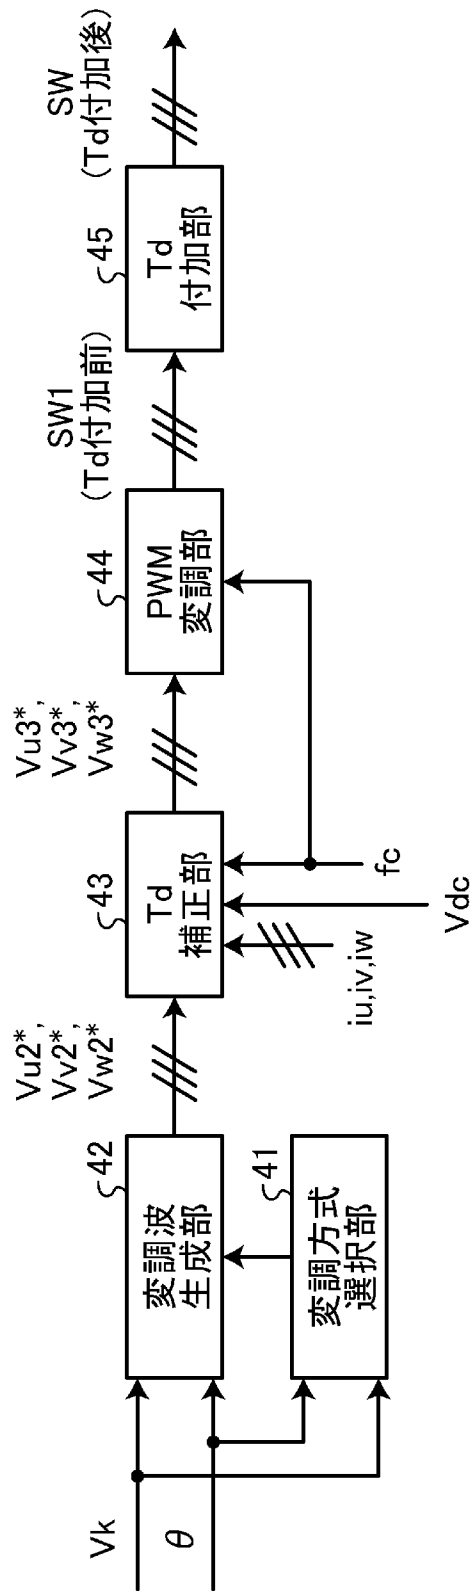 Vk
θ
変調波
生成部
42
変調方式
選択部
41
Vu2*,
Vv2*,
Vw2*
Td
補正部
43
iu,iv,iw
Vdc
fc
Vu3*,
Vv3*,
Vw3*
PWM
変調部
44
SW1
(Td付加前)
Td
付加部
45
SW
(Td付加後)